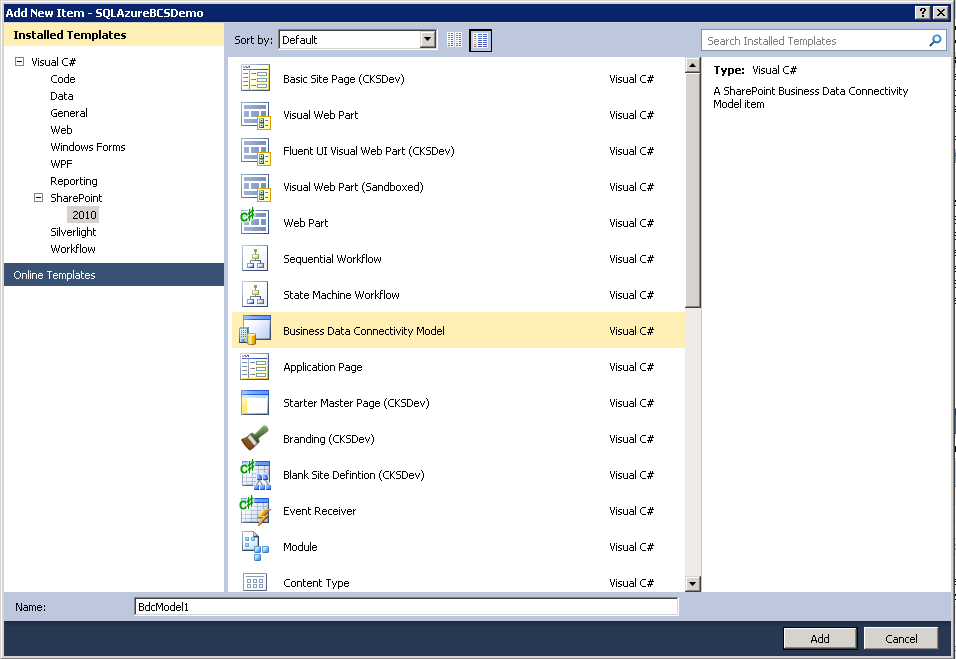 Add New Item - SQLAzureBCSDemo
Installed Templates
Visual C#
Code
Data
General
Web
Windows Forms
WPF
Reporting
SharePoint
2010
Silverlight
Workflow
Online Templates
Sort by: Default
Search Installed Templates
Basic Site Page (CKSDev) Visual C#
Visual Web Part Visual C#
Fluent UI Visual Web Part (CKSDev) Visual C#
Visual Web Part (Sandboxed) Visual C#
Web Part Visual C#
Sequential Workflow Visual C#
State Machine Workflow Visual C#
Business Data Connectivity Model Visual C#
Application Page Visual C#
Starter Master Page (CKSDev) Visual C#
Branding (CKSDev) Visual C#
Blank Site Defintion (CKSDev) Visual C#
Event Receiver Visual C#
Module Visual C#
Content Type Visual C#
Type: Visual C#
A SharePoint Business Data Connectivity
Model item
Name: BdcModel1
Add Cancel